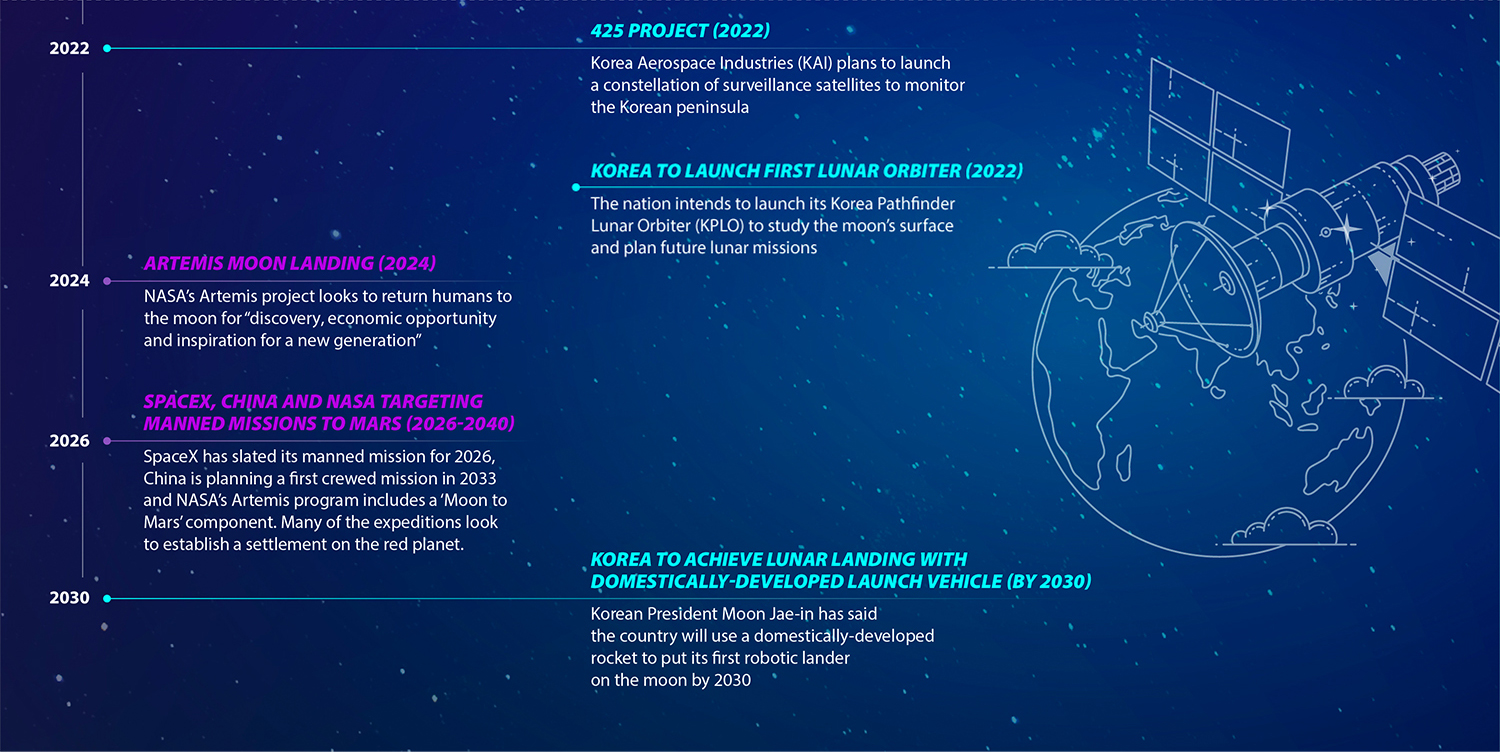 2022
425 PROJECT (2022)
Korea Aerospace Industries (KAI) plans to launch
a constellation of surveillance satellites to monitor
the Korean peninsula
KOREA TO LAUNCH FIRST LUNAR ORBITER (2022)
The nation intends to launch its Korea Pathfinder
Lunar Orbiter (KPLO) to study the moon’s surface
and plan future lunar missions
2024
ARTEMIS MOON LANDING (2024)
NASA’s Artemis project looks to return humans to
the moon for “discovery, economic opportunity
and inspiration for a new generation”
2026
SPACEX, CHINA AND NASA TARGETING
MANNED MISSIONS TO MARS (2026-2040)
SpaceX has slated its manned mission for 2026,
China is planning a first crewed mission in 2033
and NASA’s Artemis program includes a ‘Moon to
Mars’ component. Many of the expeditions look
to establish a settlement on the red planet.
2030
KOREA TO ACHIEVE LUNAR LANDING WITH
DOMESTICALLY-DEVELOPED LAUNCH VEHICLE (BY 2030)
Korean President Moon Jae-in has said
the country will use a domestically-developed
rocket to put its first robotic lander
on the moon by 2030